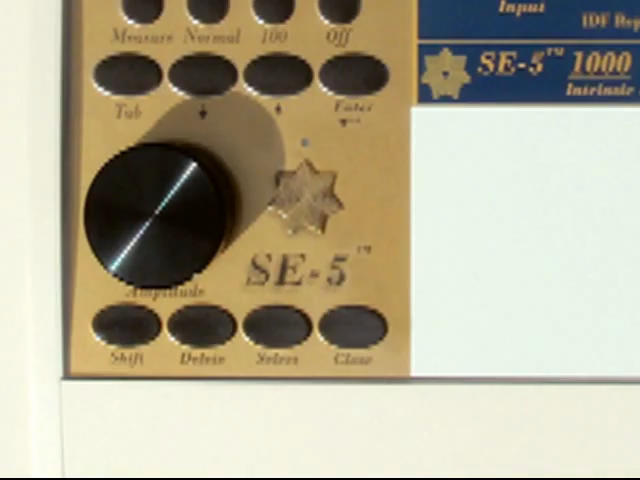 Input
IDF Rep
Measure Normal 100 Off
SE-5™ 1000
Intrinsic
Tab Enter
SE-5™
Amplitude
Shift Delete Select Clear